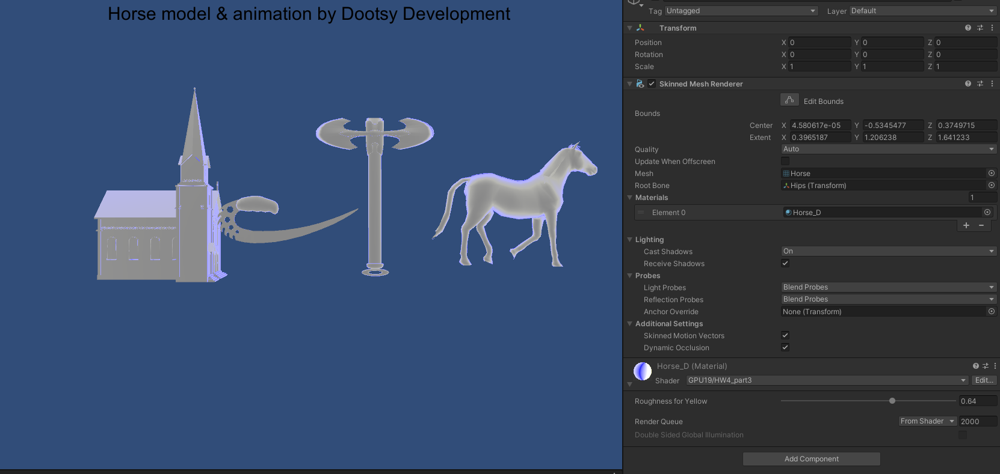 Horse model & animation by Dootsy Development
Tag Untagged Layer Default
Transform
Position X 0 Y 0 Z 0
Rotation X 0 Y 0 Z 0
Scale X 1 Y 1 Z 1
Skinned Mesh Renderer
Edit Bounds
Bounds
Center X 4.580617e-05 Y -0.5345477 Z 0.3749715
Extent X 0.3965187 Y 1.206238 Z 1.641233
Quality Auto
Update When Offscreen
Mesh Horse
Root Bone Hips (Transform)
Materials 1
Element 0 Horse_D
+ -
Lighting
Cast Shadows On
Receive Shadows
Probes
Light Probes Blend Probes
Reflection Probes Blend Probes
Anchor Override None (Transform)
Additional Settings
Skinned Motion Vectors
Dynamic Occlusion
Horse_D (Material)
Shader GPU19/HW4_part3 Edit...
Roughness for Yellow 0.64
Render Queue From Shader 2000
Double Sided Global Illumination
Add Component